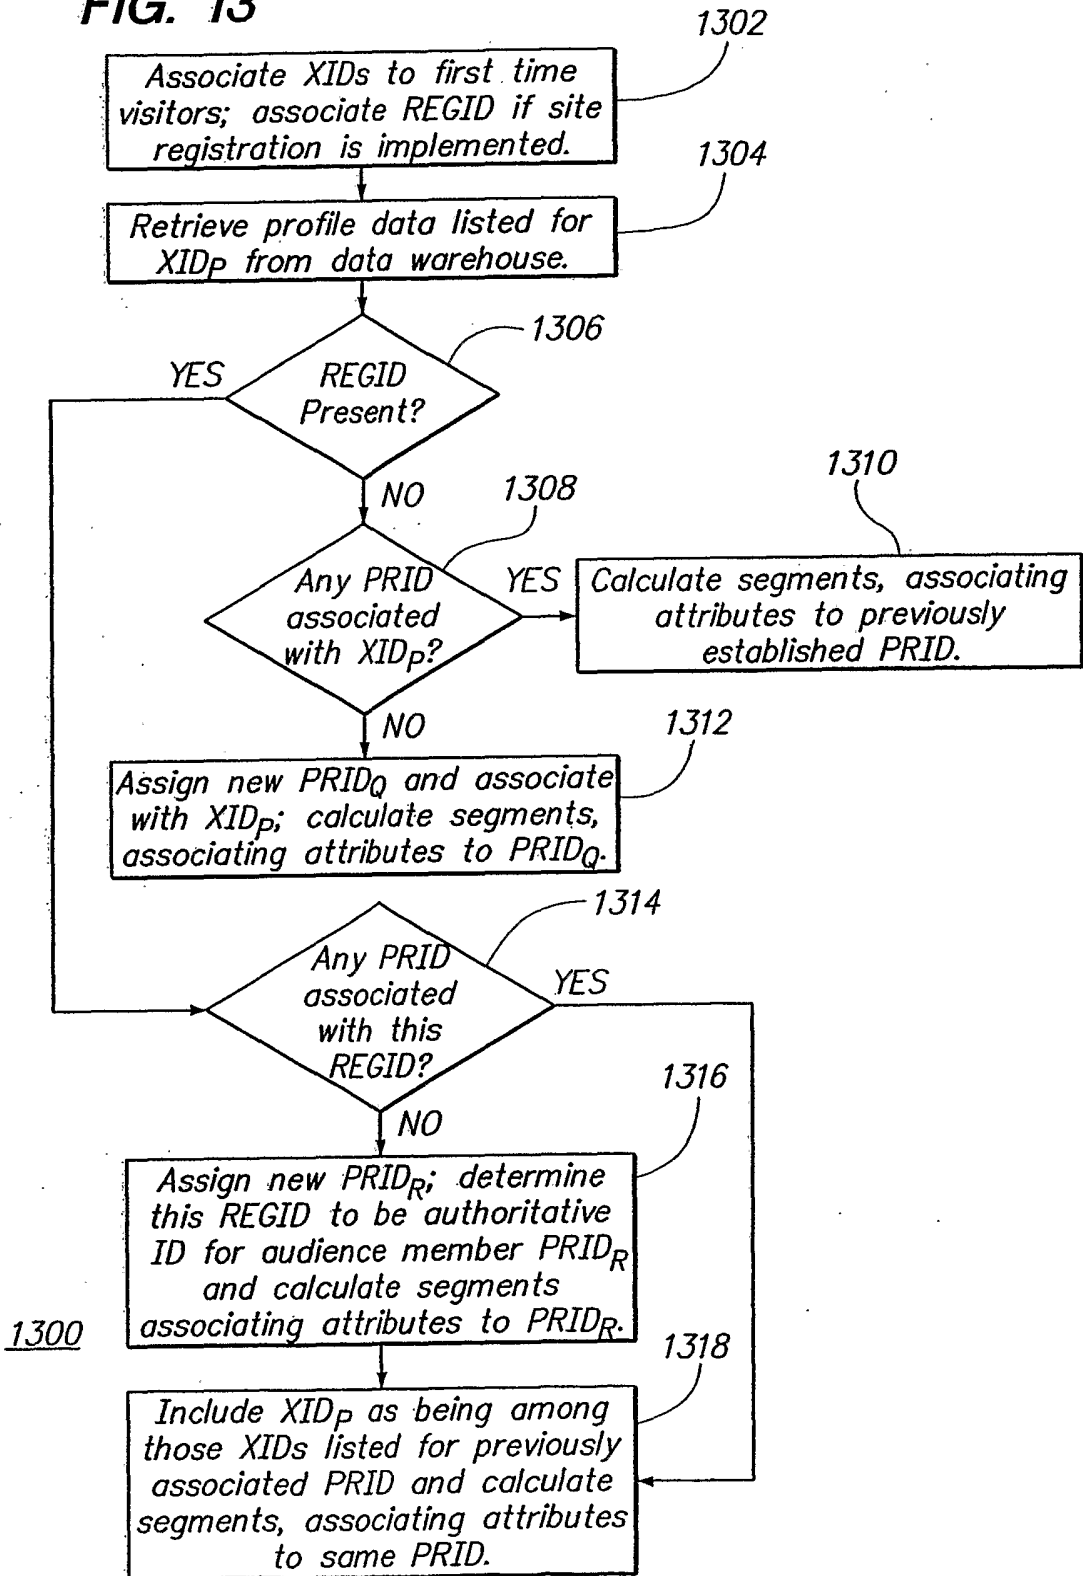 FIG. 13
1302
Associate XIDs to first time
visitors; associate REGID if site
registration is implemented.
1304
Retrieve profile data listed for
XIDP from data warehouse.
1306
YES
REGID
Present?
NO
1308
1310
Any PRID
associated
with XIDP?
YES
Calculate segments, associating
attributes to previously
established PRID.
NO
1312
Assign new PRIDQ and associate
with XIDP; calculate segments,
associating attributes to PRIDQ.
1314
Any PRID
associated
with this
REGID?
YES
1316
NO
Assign new PRIDR; determine
this REGID to be authoritative
ID for audience member PRIDR
and calculate segments
associating attributes to PRIDR.
1300
1318
Include XIDP as being among
those XIDs listed for previously
associated PRID and calculate
segments, associating attributes
to same PRID.